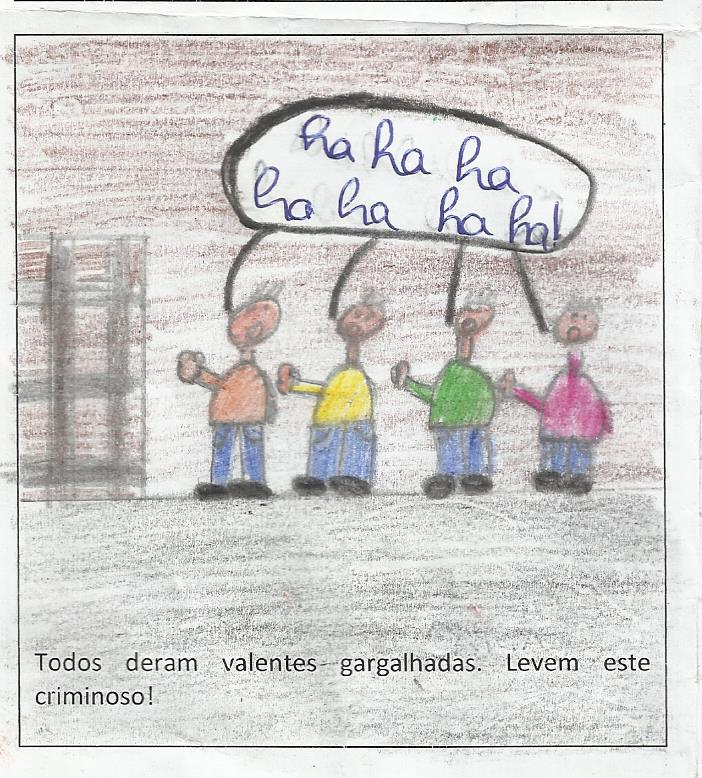 ha ha ha
ha ha ha ha!
Todos deram valentes gargalhadas. Levem este
criminoso!